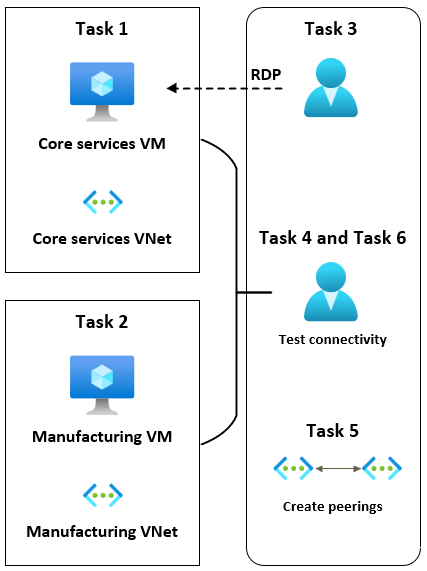 Task 1
Core services VM
Core services VNet
Task 2
Manufacturing VM
Manufacturing VNet
Task 3
RDP
Task 4 and Task 6
Test connectivity
Task 5
Create peerings